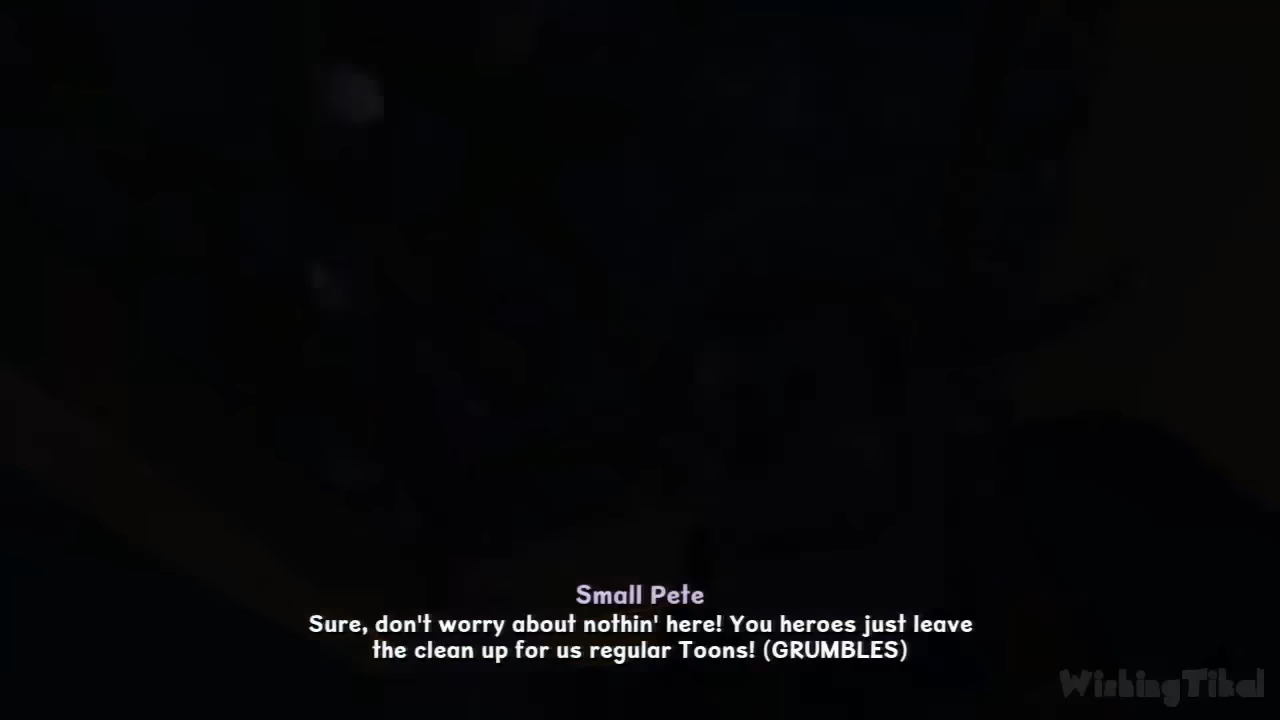 Small Pete
Sure, don't worry about nothin' here! You heroes just leave
the clean up for us regular Toons! (GRUMBLES)
WishingTikal